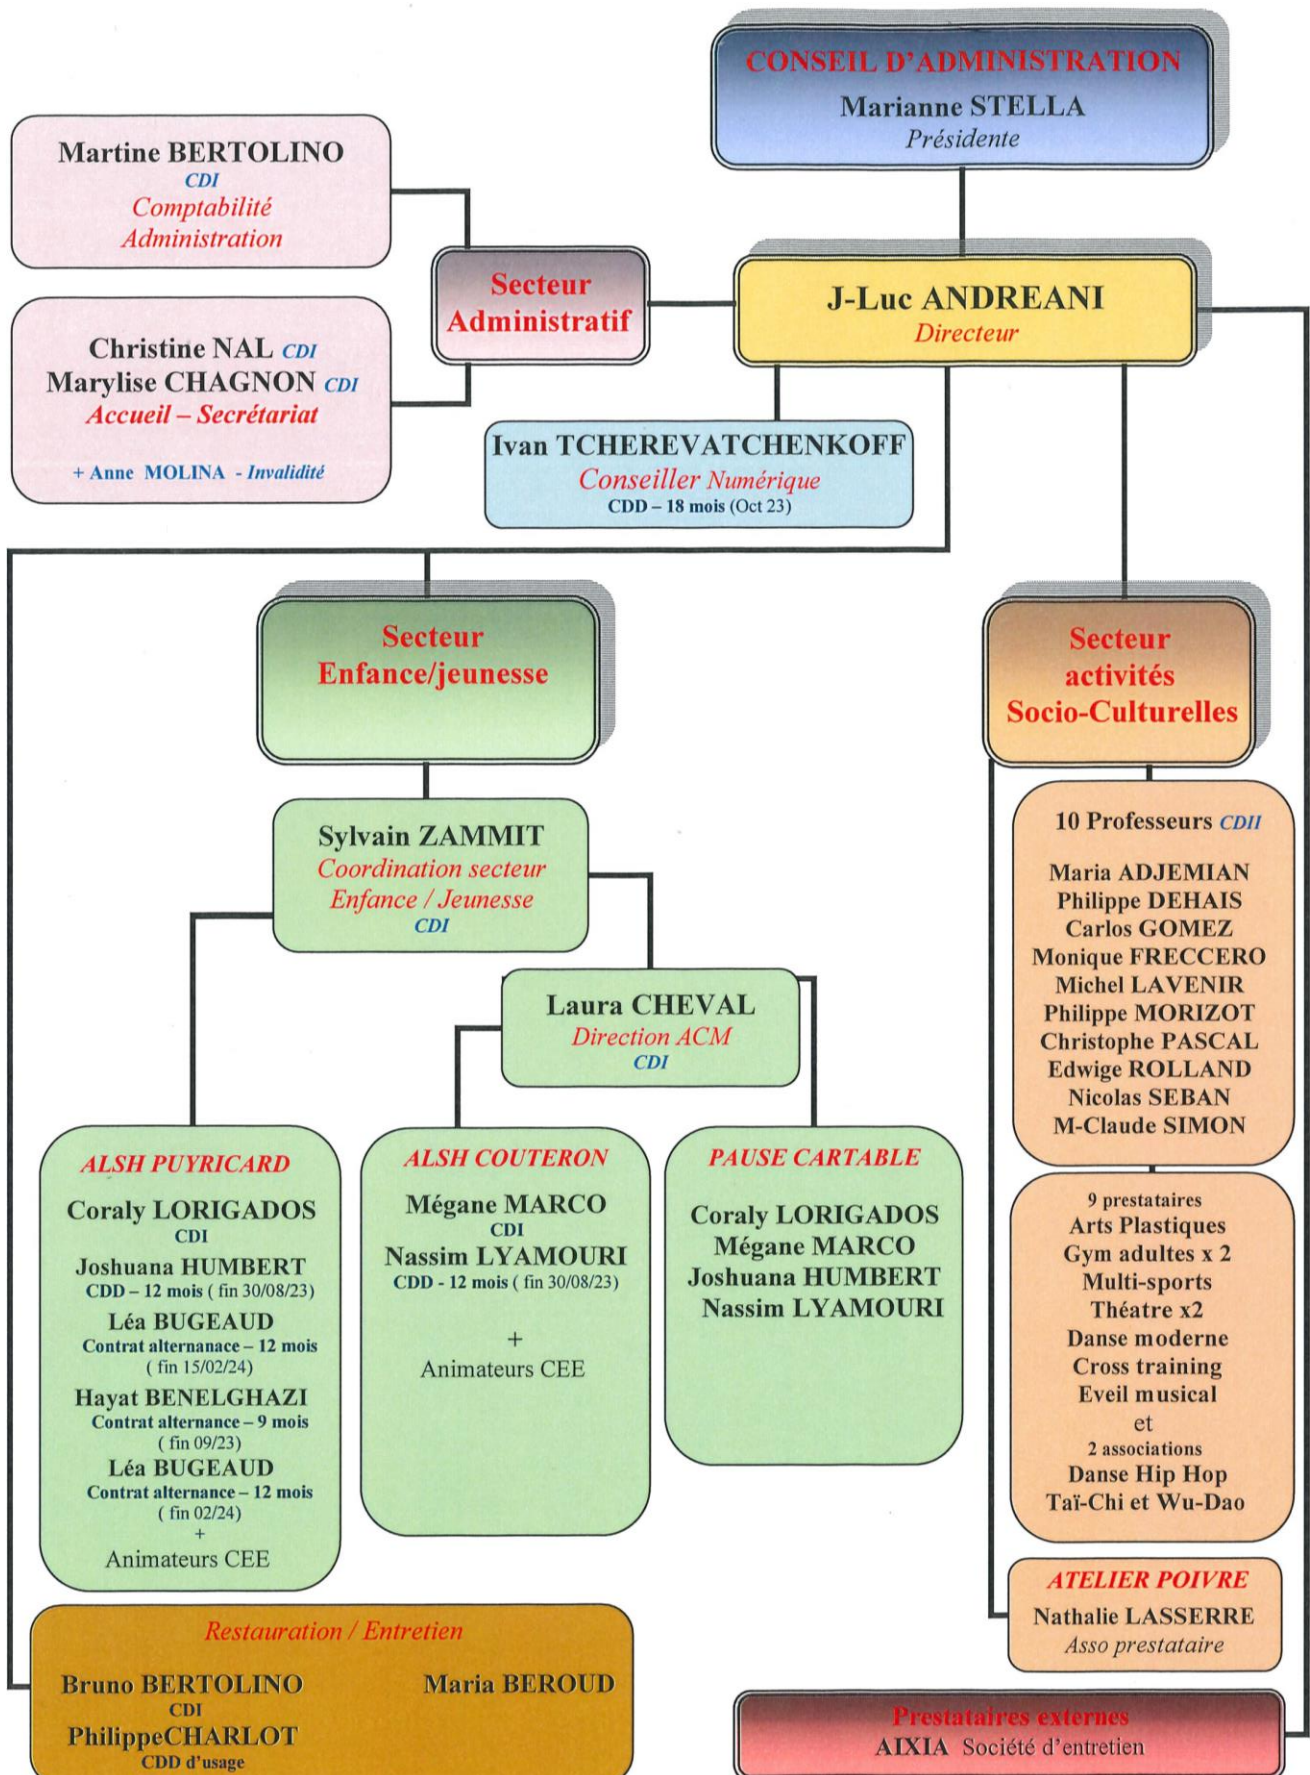 CONSEIL D'ADMINISTRATION
Marianne STELLA
Présidente
Martine BERTOLINO
CDI
Comptabilité
Administration
Secteur
Administratif
J-Luc ANDREANI
Directeur
Christine NAL CDI
Marylise CHAGNON CDI
Accueil – Secrétariat
+ Anne MOLINA - Invalidité
Ivan TCHEREVATCHENKOFF
Conseiller Numérique
CDD – 18 mois (Oct 23)
Secteur
Enfance/jeunesse
Secteur
activités
Socio-Culturelles
Sylvain ZAMMIT
Coordination secteur
Enfance / Jeunesse
CDI
Laura CHEVAL
Direction ACM
CDI
10 Professeurs CDII
Maria ADJEMIAN
Philippe DEHAIS
Carlos GOMEZ
Monique FRECCERO
Michel LAVENIR
Philippe MORIZOT
Christophe PASCAL
Edwige ROLLAND
Nicolas SEBAN
M-Claude SIMON
ALSH PUYRICARD
Coraly LORIGADOS
CDI
Joshuana HUMBERT
CDD – 12 mois ( fin 30/08/23)
Léa BUGEAUD
Contrat alternanace – 12 mois
( fin 15/02/24)
Hayat BENELGHAZI
Contrat alternance – 9 mois
( fin 09/23)
Léa BUGEAUD
Contrat alternance – 12 mois
( fin 02/24)
+
Animateurs CEE
ALSH COUTERON
Mégane MARCO
CDI
Nassim LYAMOURI
CDD - 12 mois ( fin 30/08/23)
+
Animateurs CEE
PAUSE CARTABLE
Coraly LORIGADOS
Mégane MARCO
Joshuana HUMBERT
Nassim LYAMOURI
9 prestataires
Arts Plastiques
Gym adultes x 2
Multi-sports
Théatre x2
Danse moderne
Cross training
Eveil musical
et
2 associations
Danse Hip Hop
Taï-Chi et Wu-Dao
ATELIER POIVRE
Nathalie LASSERRE
Asso prestataire
Restauration / Entretien
Bruno BERTOLINO
CDI
PhilippeCHARLOT
CDD d'usage
Maria BEROUD
Prestataires externes
AIXIA Société d'entretien